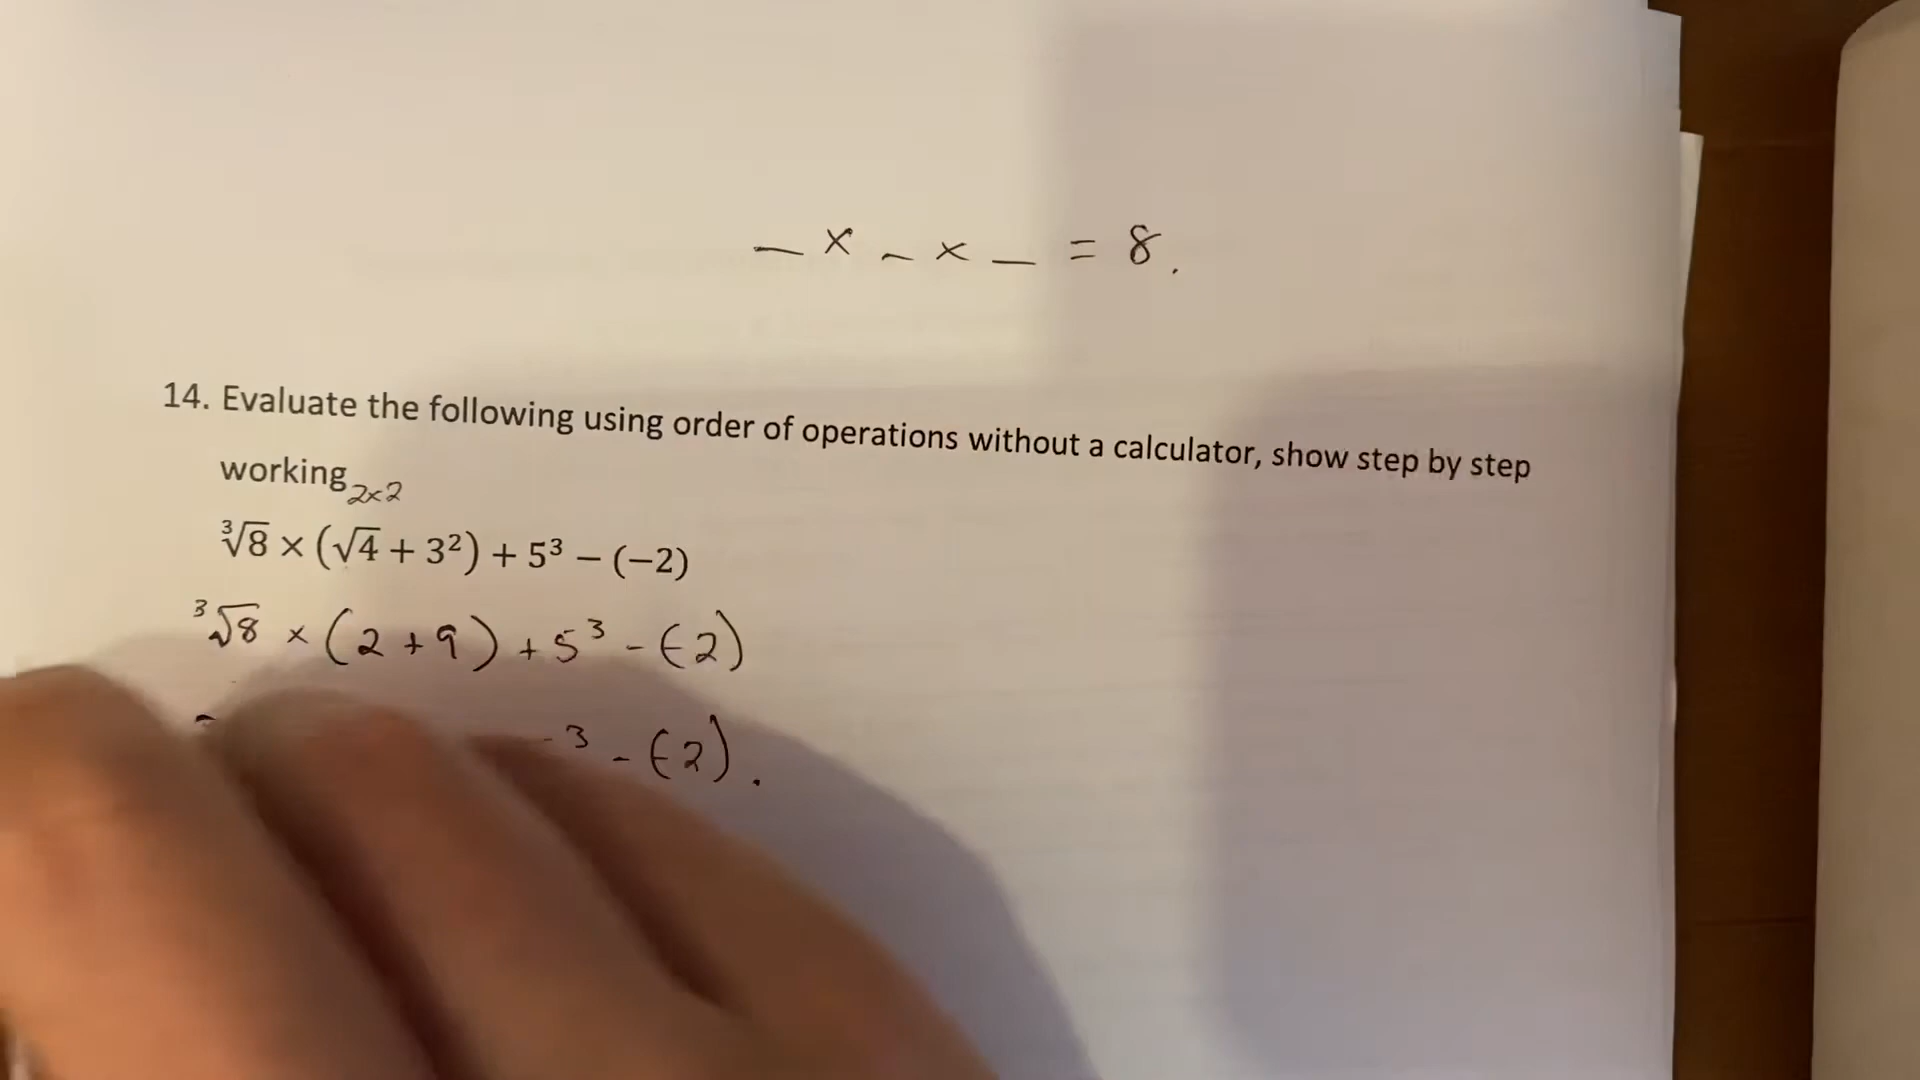 _ × _ × _ = 8.
14. Evaluate the following using order of operations without a calculator, show step by step
working 2×2
∛8 × (√4 + 3²) + 5³ − (−2)
³√8 × (2 + 9) + 5³ - (-2)
³ - (-2).